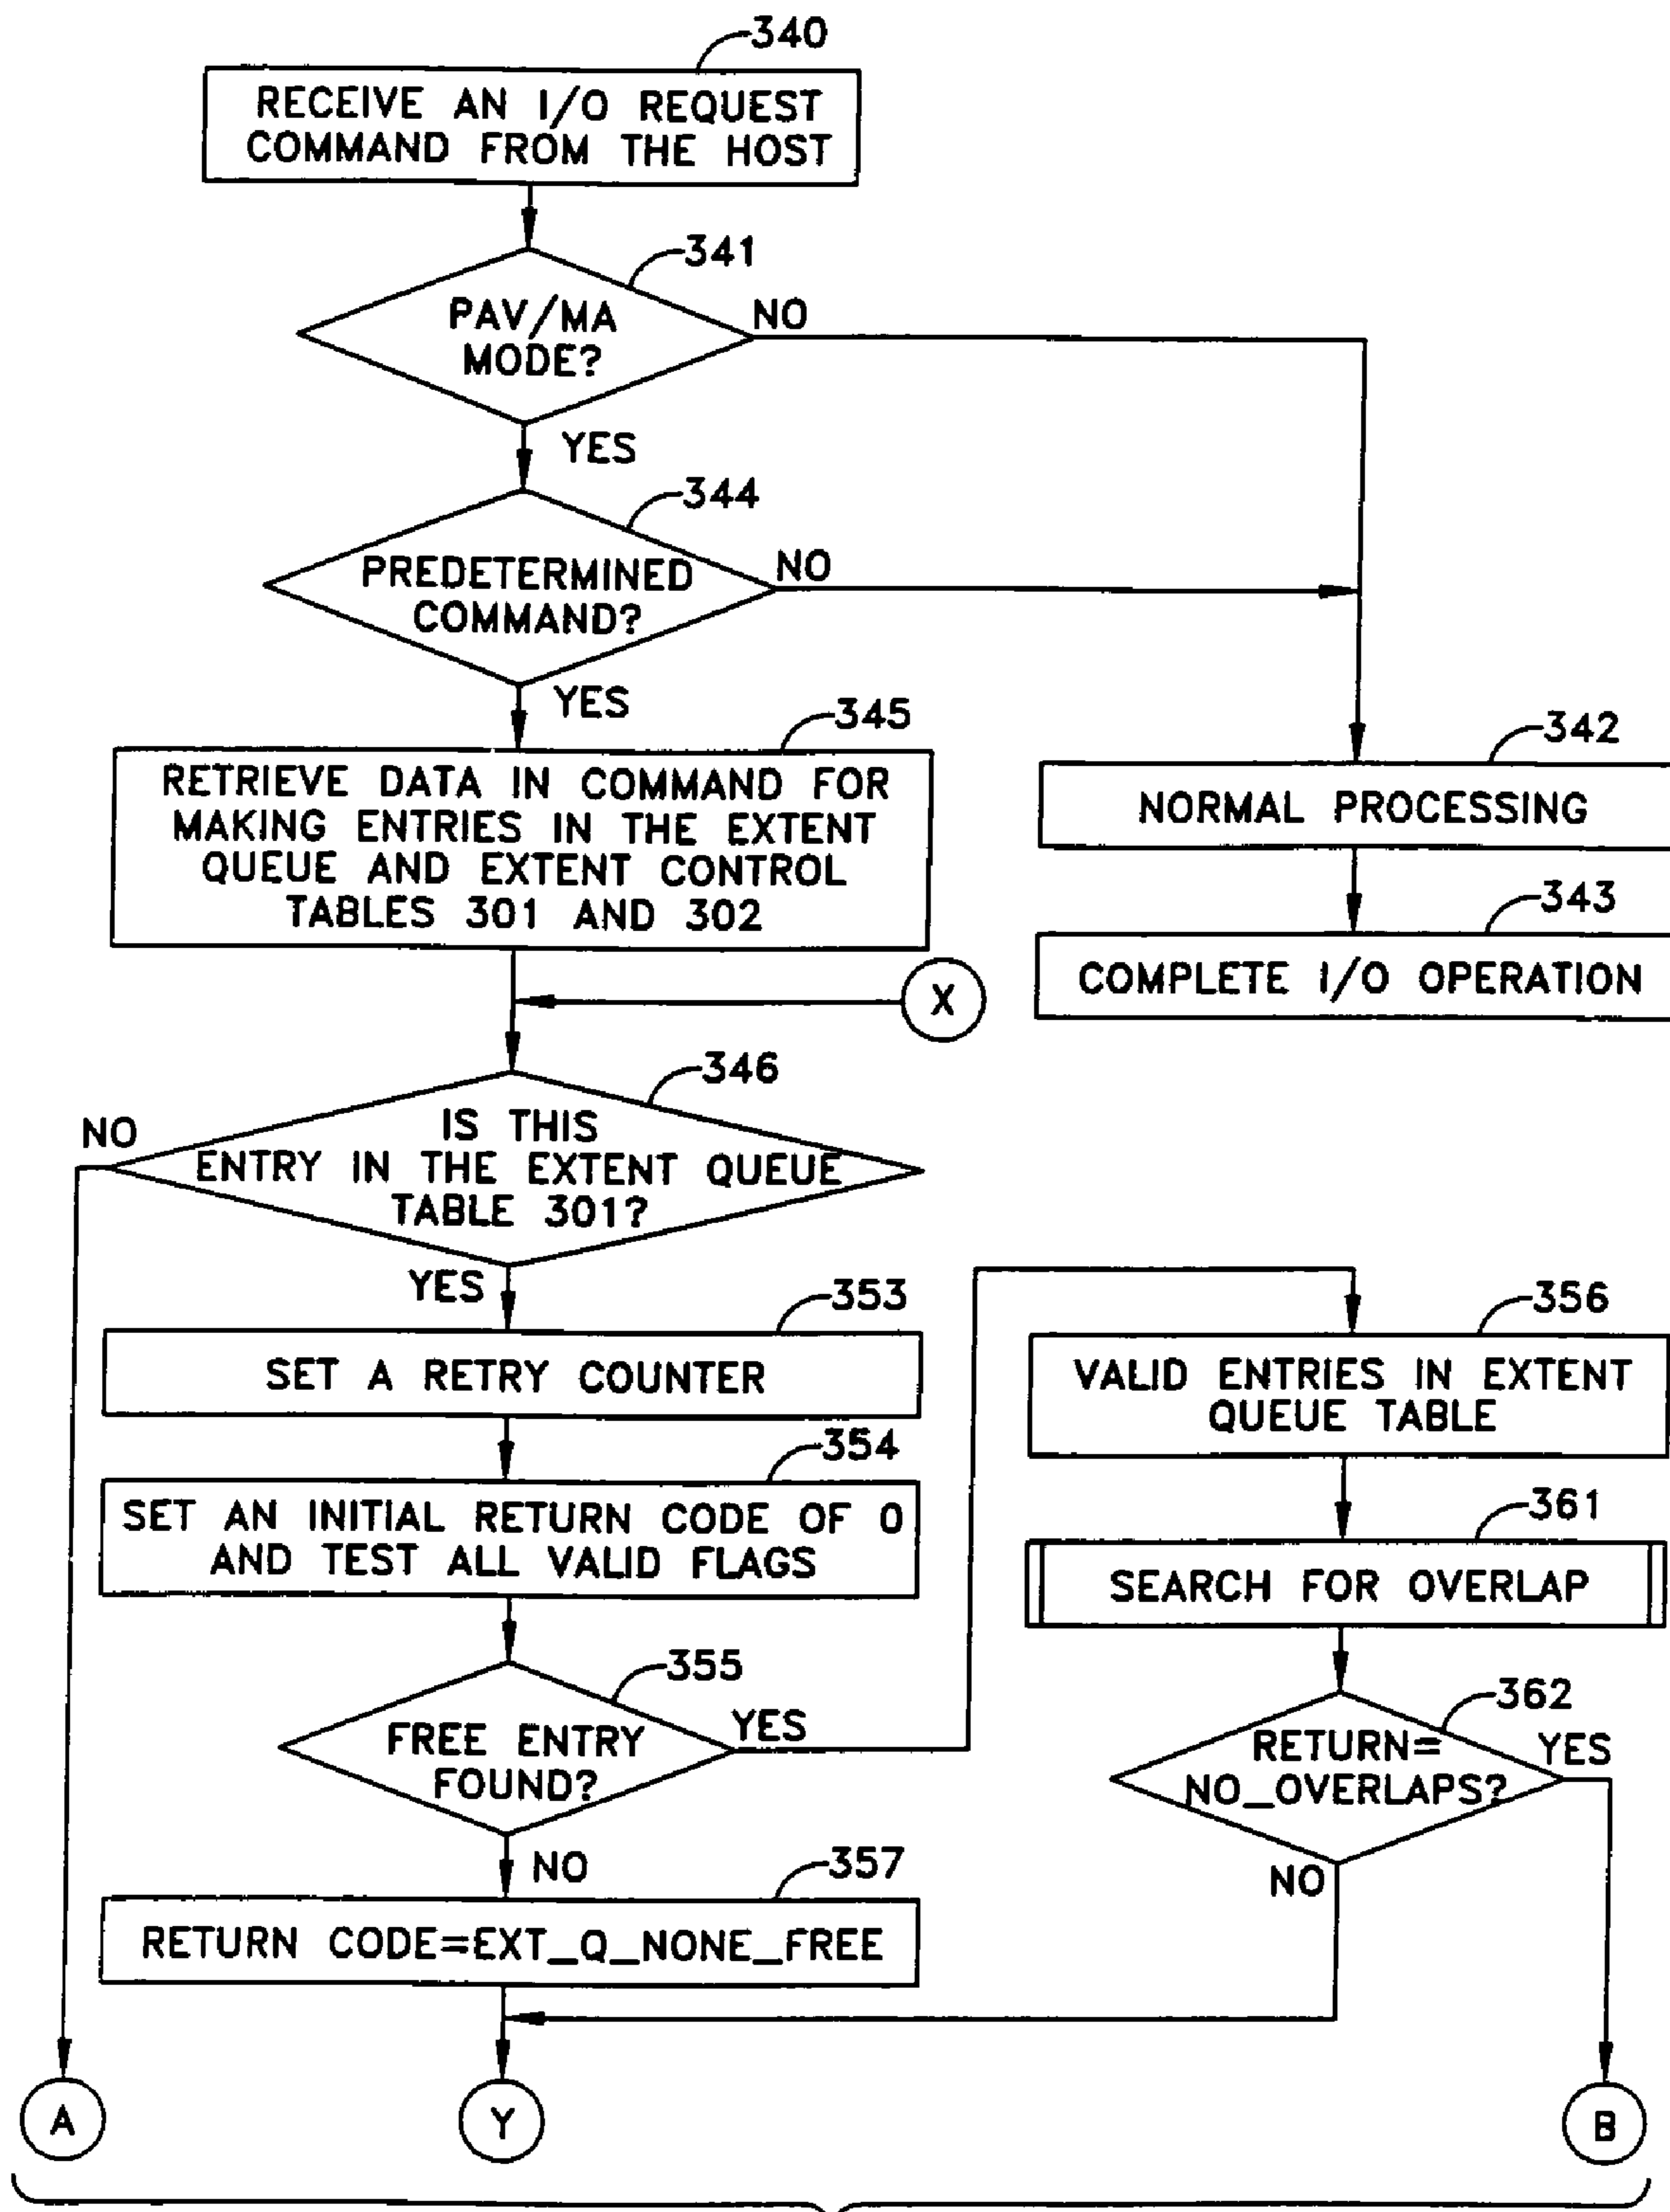 340
RECEIVE AN I/O REQUEST
COMMAND FROM THE HOST
341
PAV/MA
MODE?
NO
YES
344
PREDETERMINED
COMMAND?
NO
YES
345
RETRIEVE DATA IN COMMAND FOR
MAKING ENTRIES IN THE EXTENT
QUEUE AND EXTENT CONTROL
TABLES 301 AND 302
342
NORMAL PROCESSING
343
COMPLETE I/O OPERATION
X
346
NO
IS THIS
ENTRY IN THE EXTENT QUEUE
TABLE 301?
YES
353
SET A RETRY COUNTER
354
SET AN INITIAL RETURN CODE OF 0
AND TEST ALL VALID FLAGS
355
FREE ENTRY
FOUND?
YES
NO
357
RETURN CODE=EXT_Q_NONE_FREE
356
VALID ENTRIES IN EXTENT
QUEUE TABLE
361
SEARCH FOR OVERLAP
362
RETURN=
NO_OVERLAPS?
YES
NO
A
Y
B